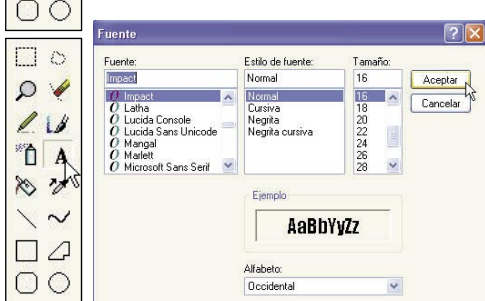 Fuente
Fuente: Estilo de fuente: Tamaño:
Impact Normal 16 Aceptar
Impact Normal 16 Cancelar
Latha Cursiva 18
Lucida Console Negrita 20
Lucida Sans Unicode Negrita cursiva 22
Mangal 24
Marlett 26
Microsoft Sans Serif 28
A
Ejemplo
AaBbYyZz
Alfabeto:
Occidental